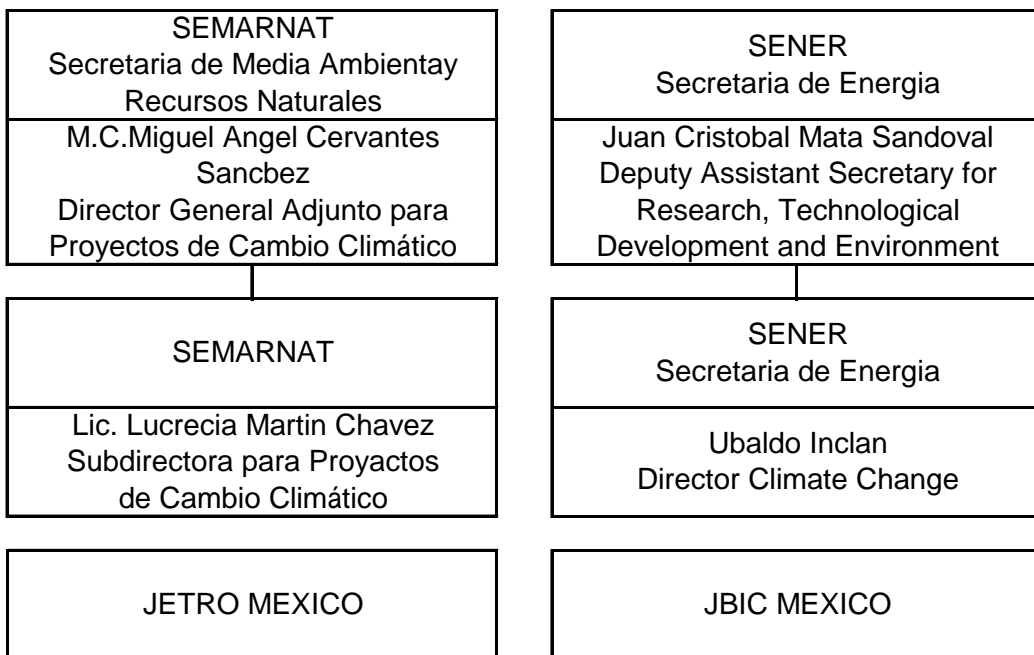 SEMARNAT
Secretaria de Media Ambientay
Recursos Naturales
M.C.Miguel Angel Cervantes
Sancbez
Director General Adjunto para
Proyectos de Cambio Climático
SENER
Secretaria de Energia
Juan Cristobal Mata Sandoval
Deputy Assistant Secretary for
Research, Technological
Development and Environment
SEMARNAT
Lic. Lucrecia Martin Chavez
Subdirectora para Proyactos
de Cambio Climático
SENER
Secretaria de Energia
Ubaldo Inclan
Director Climate Change
JETRO MEXICO
JBIC MEXICO